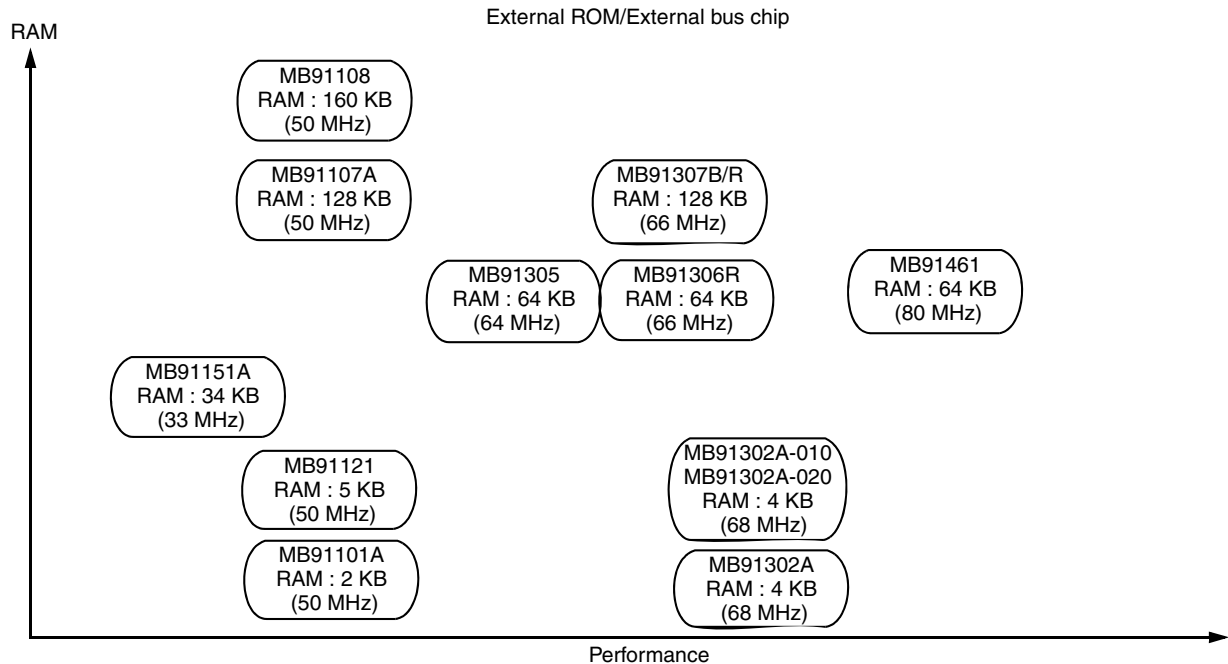 External ROM/External bus chip
RAM
MB91108
RAM : 160 KB
(50 MHz)
MB91107A
RAM : 128 KB
(50 MHz)
MB91307B/R
RAM : 128 KB
(66 MHz)
MB91305
RAM : 64 KB
(64 MHz)
MB91306R
RAM : 64 KB
(66 MHz)
MB91461
RAM : 64 KB
(80 MHz)
MB91151A
RAM : 34 KB
(33 MHz)
MB91121
RAM : 5 KB
(50 MHz)
MB91302A-010
MB91302A-020
RAM : 4 KB
(68 MHz)
MB91101A
RAM : 2 KB
(50 MHz)
MB91302A
RAM : 4 KB
(68 MHz)
Performance